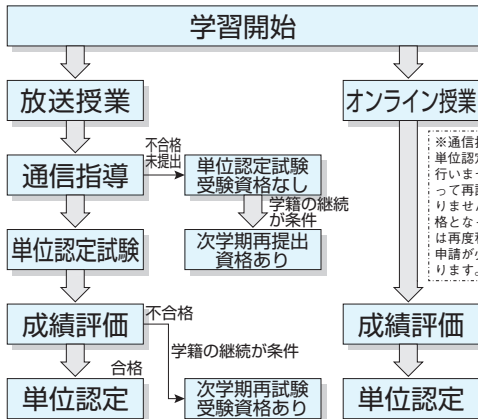 学習開始
放送授業
オンライン授業
通信指導
不合格
未提出
単位認定試験
受験資格なし
学籍の継続
が条件
次学期再提出
資格あり
単位認定試験
成績評価
不合格
学籍の継続が条件
合格
単位認定
次学期再試験
受験資格あり
※通信指
単位認定
行いませ
って再試
りません
格とな
は再度科
申請が必
ります。
成績評価
単位認定